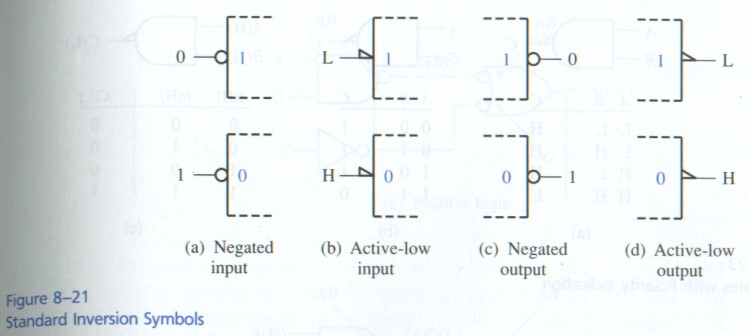 0 1 L 1 1 0 1 L
1 0 H 0 0 1 0 H
(a) Negated input
(b) Active-low input
(c) Negated output
(d) Active-low output
Figure 8–21
Standard Inversion Symbols